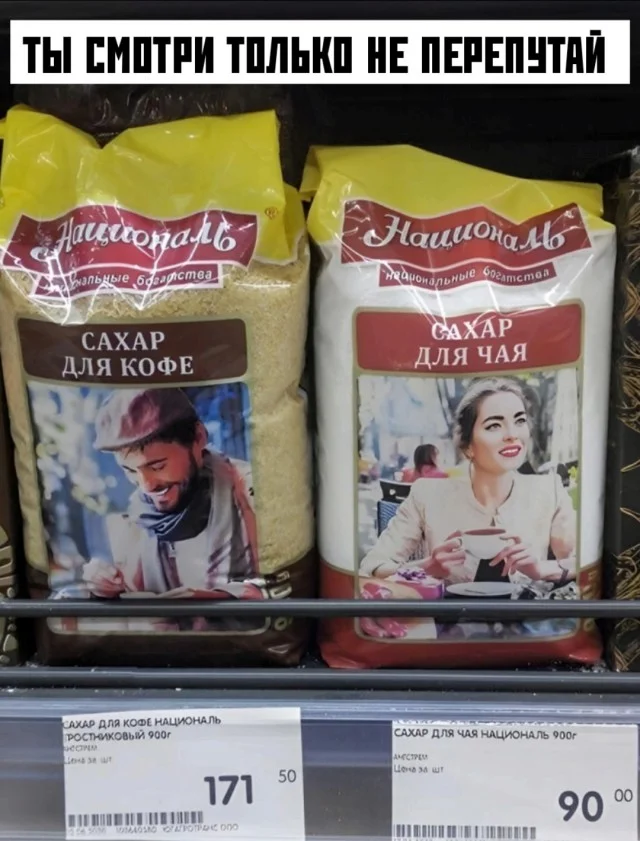 ТЫ СМОТРИ ТОЛЬКО НЕ ПЕРЕПУТАЙ
Националь
®
национальные богатства
САХАР
ДЛЯ КОФЕ
Националь
национальные богатства
САХАР
ДЛЯ ЧАЯ
САХАР ДЛЯ КОФЕ НАЦИОНАЛЬ
ТРОСТНИКОВЫЙ 900г
АНГСТРЕМ
Цена за шт
171 50
САХАР ДЛЯ ЧАЯ НАЦИОНАЛЬ 900г
АНГСТРЕМ
Цена за шт
90 00